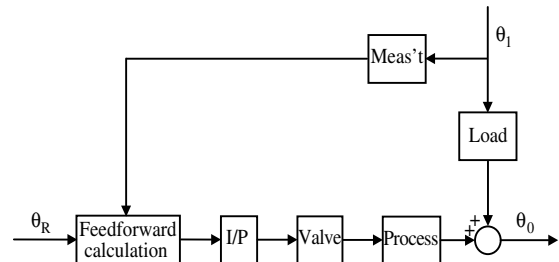 θ1
Meas't
Load
θR
Feedforward
calculation
I/P
Valve
Process
+
+
θ0